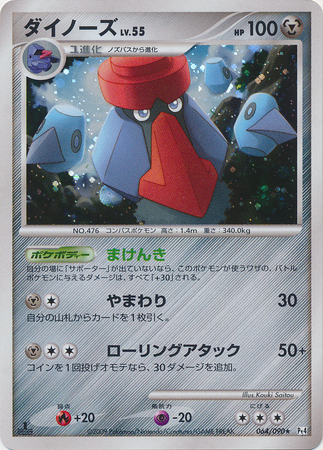 ダイノーズ LV.55 HP 100
1進化 ノズパスから進化
NO.476 コンパスポケモン 高さ：1.4m 重さ：340.0kg
ポケボディー まけんき
自分の場に「サポーター」が出ていないなら、このポケモンが使うワザの、バトル
ポケモンに与えるダメージは、すべて「+30」される。
やまわり 30
自分の山札からカードを1枚引く。
ローリングアタック 50+
コインを1回投げオモテなら、30ダメージを追加。
Illus.Kouki Saitou
弱点 抵抗力 にげる
+20 -20
1 EDITION
©2009 Pokémon/Nintendo/Creatures/GAME FREAK.
064/090★ Pt4